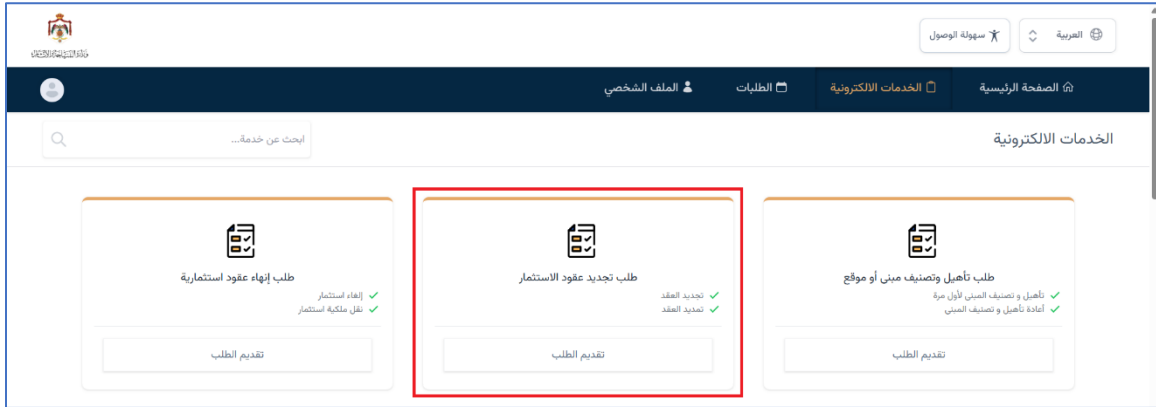 العربية
سهولة الوصول
الصفحة الرئيسية
الخدمات الالكترونية
الطلبات
الملف الشخصي
الخدمات الالكترونية
ابحث عن خدمة...
طلب تأهيل وتصنيف مبنى أو موقع
تأهيل و تصنيف المبنى لأول مرة
أعادة تأهيل و تصنيف المبنى
تقديم الطلب
طلب تجديد عقود الاستثمار
تجديد العقد
تمديد العقد
تقديم الطلب
طلب إنهاء عقود استثمارية
إلغاء استثمار
نقل ملكية استثمار
تقديم الطلب